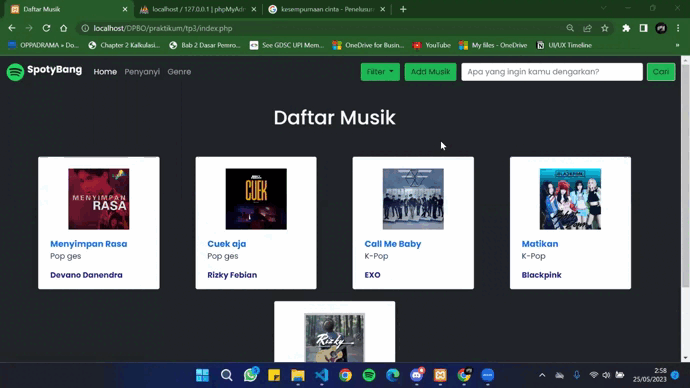 Daftar Musik
localhost / 127.0.0.1 | phpMyAdm
kesempurnaan cinta - Penelusur
localhost/DPBO/praktikum/tp3/index.php
OPPADRAMA » Do...
Chapter 2 Kalkulasi...
Bab 2 Dasar Pemro...
See GDSC UPI Mem...
OneDrive for Busin...
YouTube
My files - OneDrive
UI/UX Timeline
SpotyBang
Home
Penyanyi
Genre
Filter
Add Musik
Apa yang ingin kamu dengarkan?
Cari
Daftar Musik
MENYIMPAN
RASA
CUEK
BLACKPINK
Menyimpan Rasa
Cuek aja
Call Me Baby
Matikan
Pop ges
Pop ges
K-Pop
K-Pop
Devano Danendra
Rizky Febian
EXO
Blackpink
Rizky
2:58
25/05/2023